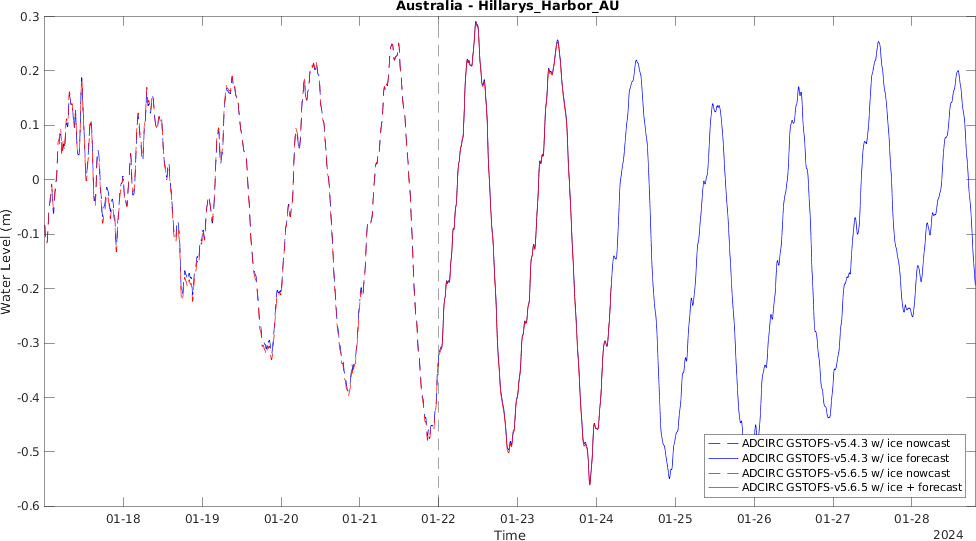 Australia - Hillarys_Harbor_AU
0.3
0.2
0.1
0
-0.1
-0.2
-0.3
-0.4
-0.5
-0.6
Water Level (m)
ADCIRC GSTOFS-v5.4.3 w/ ice nowcast
ADCIRC GSTOFS-v5.4.3 w/ ice forecast
ADCIRC GSTOFS-v5.6.5 w/ ice nowcast
ADCIRC GSTOFS-v5.6.5 w/ ice + forecast
01-18 01-19 01-20 01-21 01-22 01-23 01-24 01-25 01-26 01-27 01-28
Time
2024